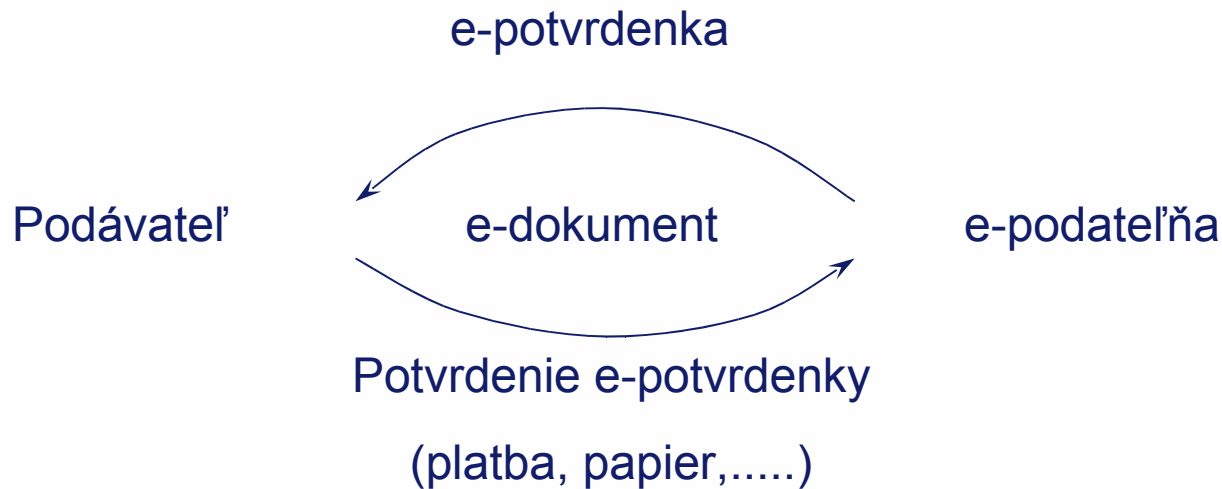 e-potvrdenka
Podávateľ e-dokument e-podateľňa
Potvrdenie e-potvrdenky
(platba, papier,.....)